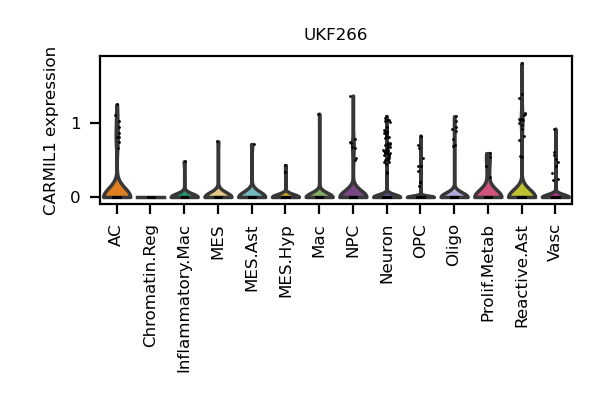 UKF266
CARMIL1 expression
1
0
AC
Chromatin.Reg
Inflammatory.Mac
MES
MES.Ast
MES.Hyp
Mac
NPC
Neuron
OPC
Oligo
Prolif.Metab
Reactive.Ast
Vasc